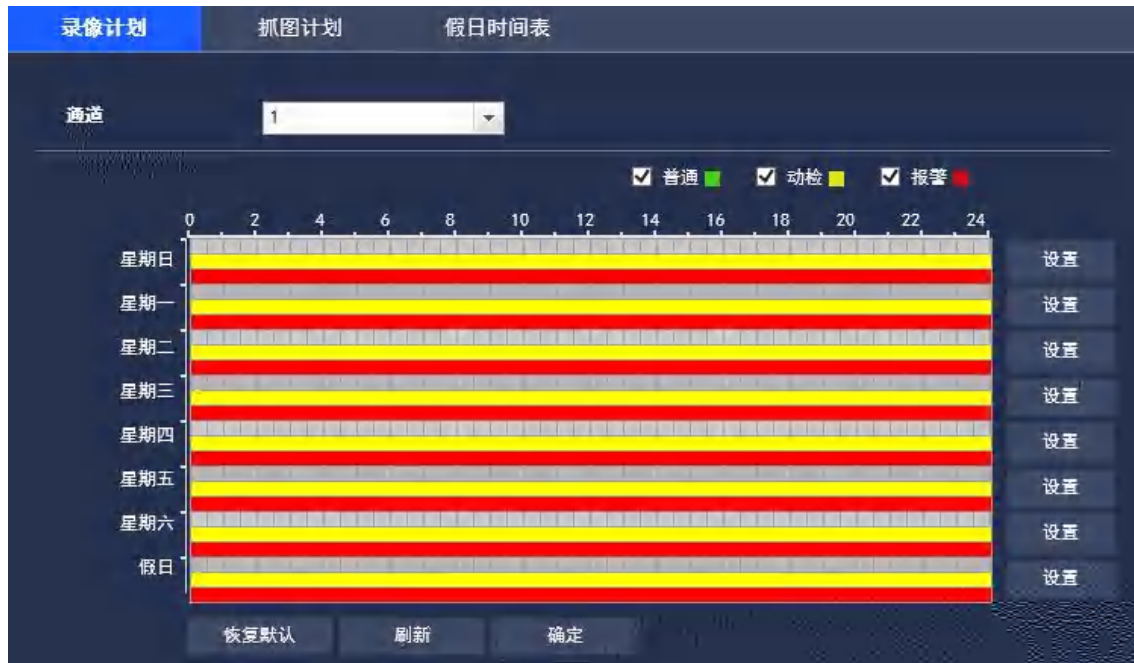 录像计划 抓图计划 假日时间表
通道 1
普通 动检 报警
0 2 4 6 8 10 12 14 16 18 20 22 24
星期日 设置
星期一 设置
星期二 设置
星期三 设置
星期四 设置
星期五 设置
星期六 设置
假日 设置
恢复默认 刷新 确定